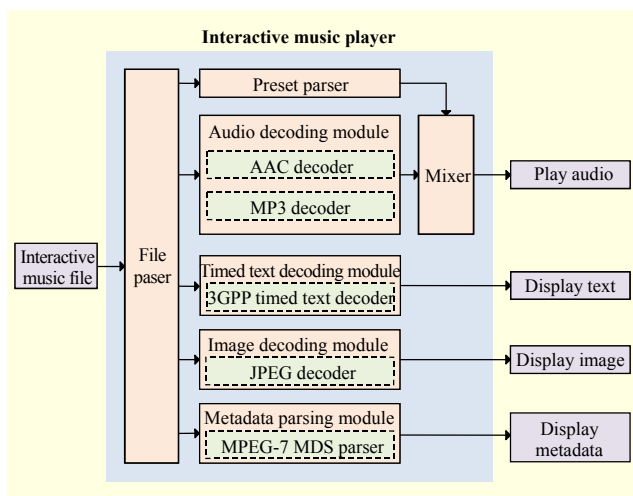 Interactive music player
Interactive
music file
File
paser
Preset parser
Audio decoding module
AAC decoder
MP3 decoder
Mixer
Play audio
Timed text decoding module
3GPP timed text decoder
Display text
Image decoding module
JPEG decoder
Display image
Metadata parsing module
MPEG-7 MDS parser
Display
metadata